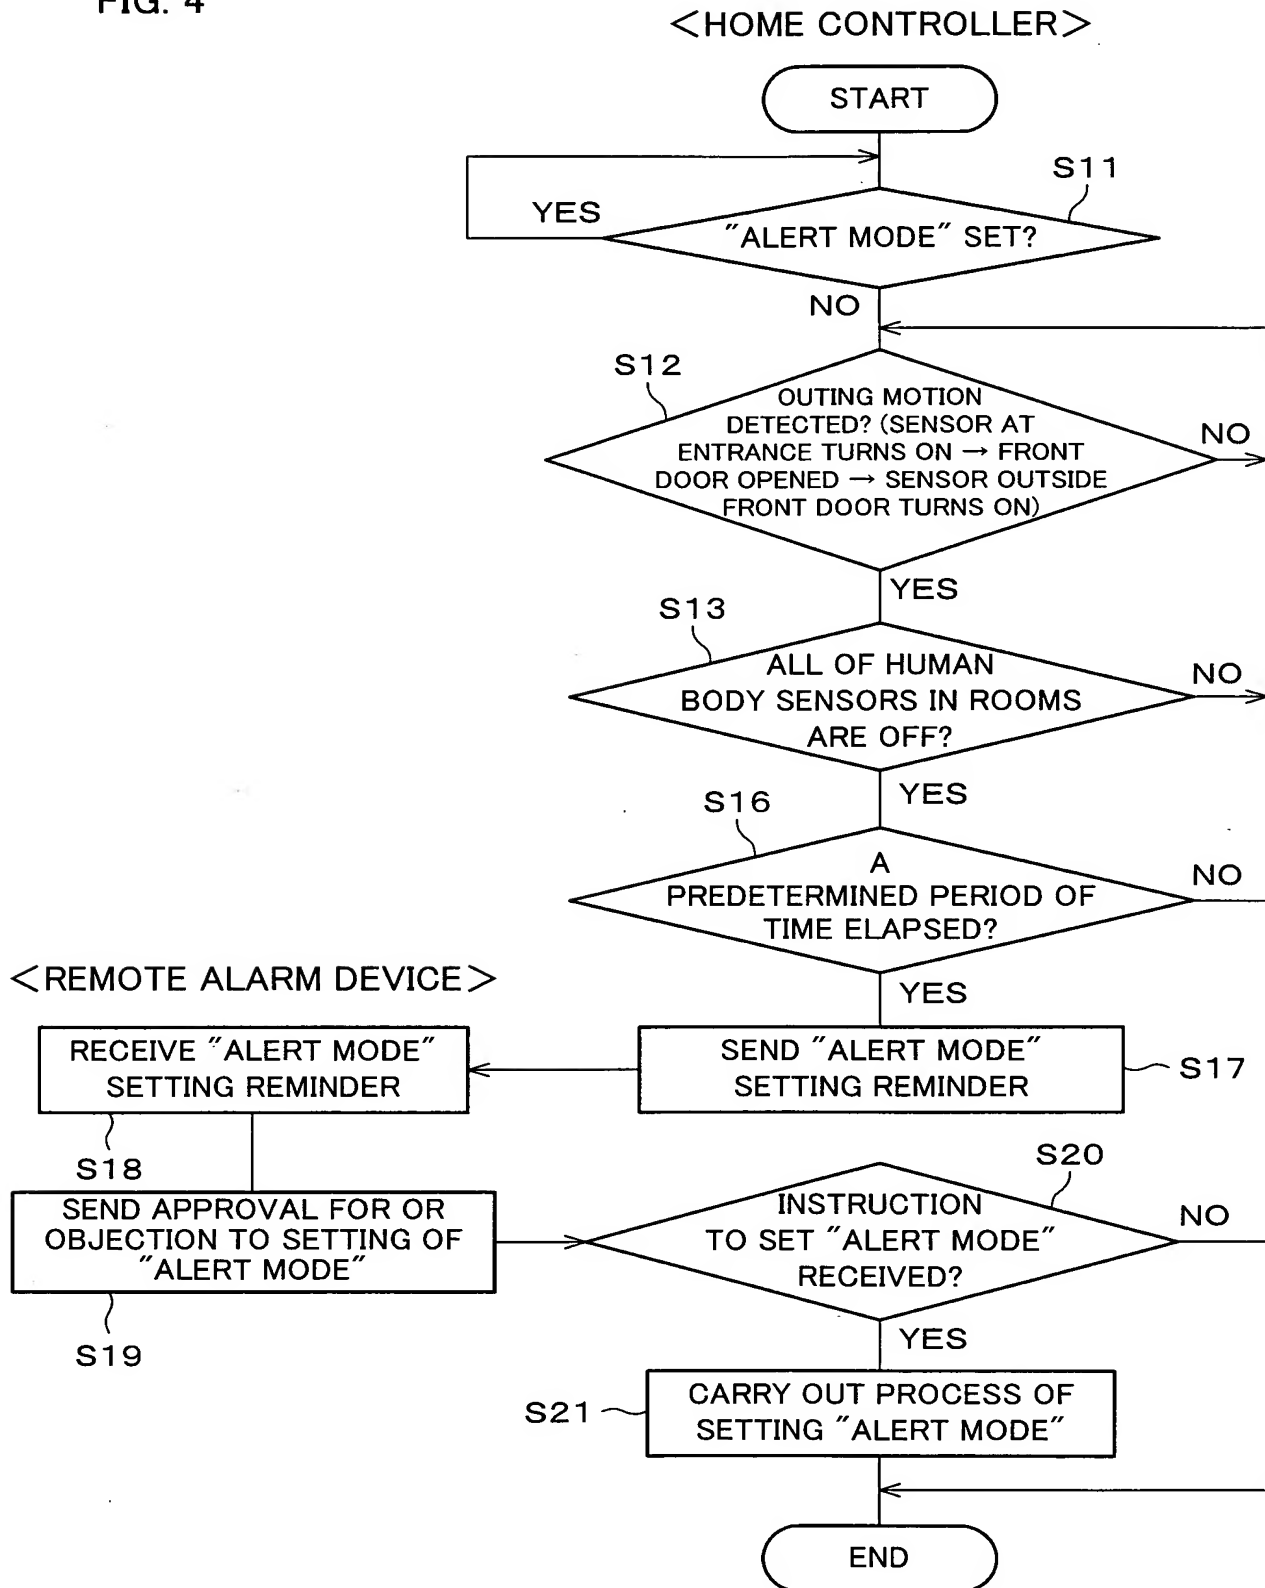 FIG. 4
<HOME CONTROLLER>
START
S11
YES
"ALERT MODE" SET?
NO
S12
OUTING MOTION
DETECTED? (SENSOR AT
ENTRANCE TURNS ON → FRONT
DOOR OPENED → SENSOR OUTSIDE
FRONT DOOR TURNS ON)
NO
YES
S13
ALL OF HUMAN
BODY SENSORS IN ROOMS
ARE OFF?
NO
YES
S16
A
PREDETERMINED PERIOD OF
TIME ELAPSED?
NO
YES
<REMOTE ALARM DEVICE>
SEND "ALERT MODE"
SETTING REMINDER
S17
RECEIVE "ALERT MODE"
SETTING REMINDER
S18
SEND APPROVAL FOR OR
OBJECTION TO SETTING OF
"ALERT MODE"
S19
S20
INSTRUCTION
TO SET "ALERT MODE"
RECEIVED?
NO
YES
S21
CARRY OUT PROCESS OF
SETTING "ALERT MODE"
END